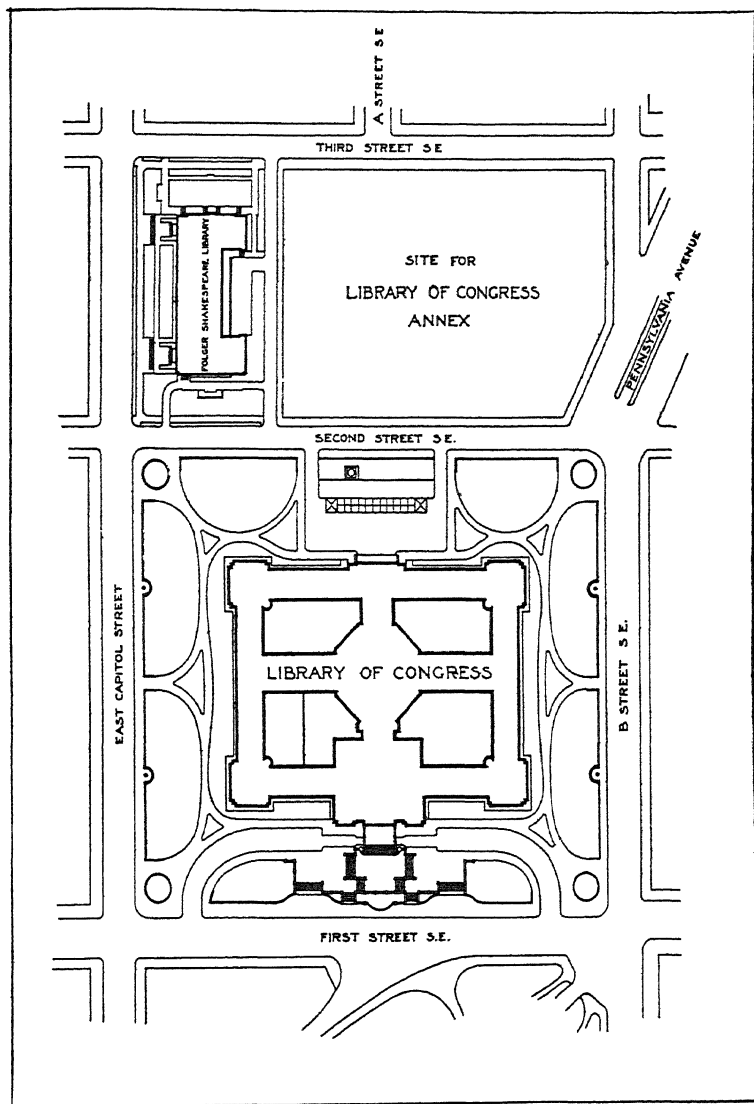 A STREET SE
THIRD STREET SE
FOLGER SHAKESPEARE LIBRARY
SITE FOR
LIBRARY OF CONGRESS
ANNEX
PENNSYLVANIA AVENUE
SECOND STREET SE.
EAST CAPITOL STREET
LIBRARY OF CONGRESS
B STREET SE.
FIRST STREET S.E.